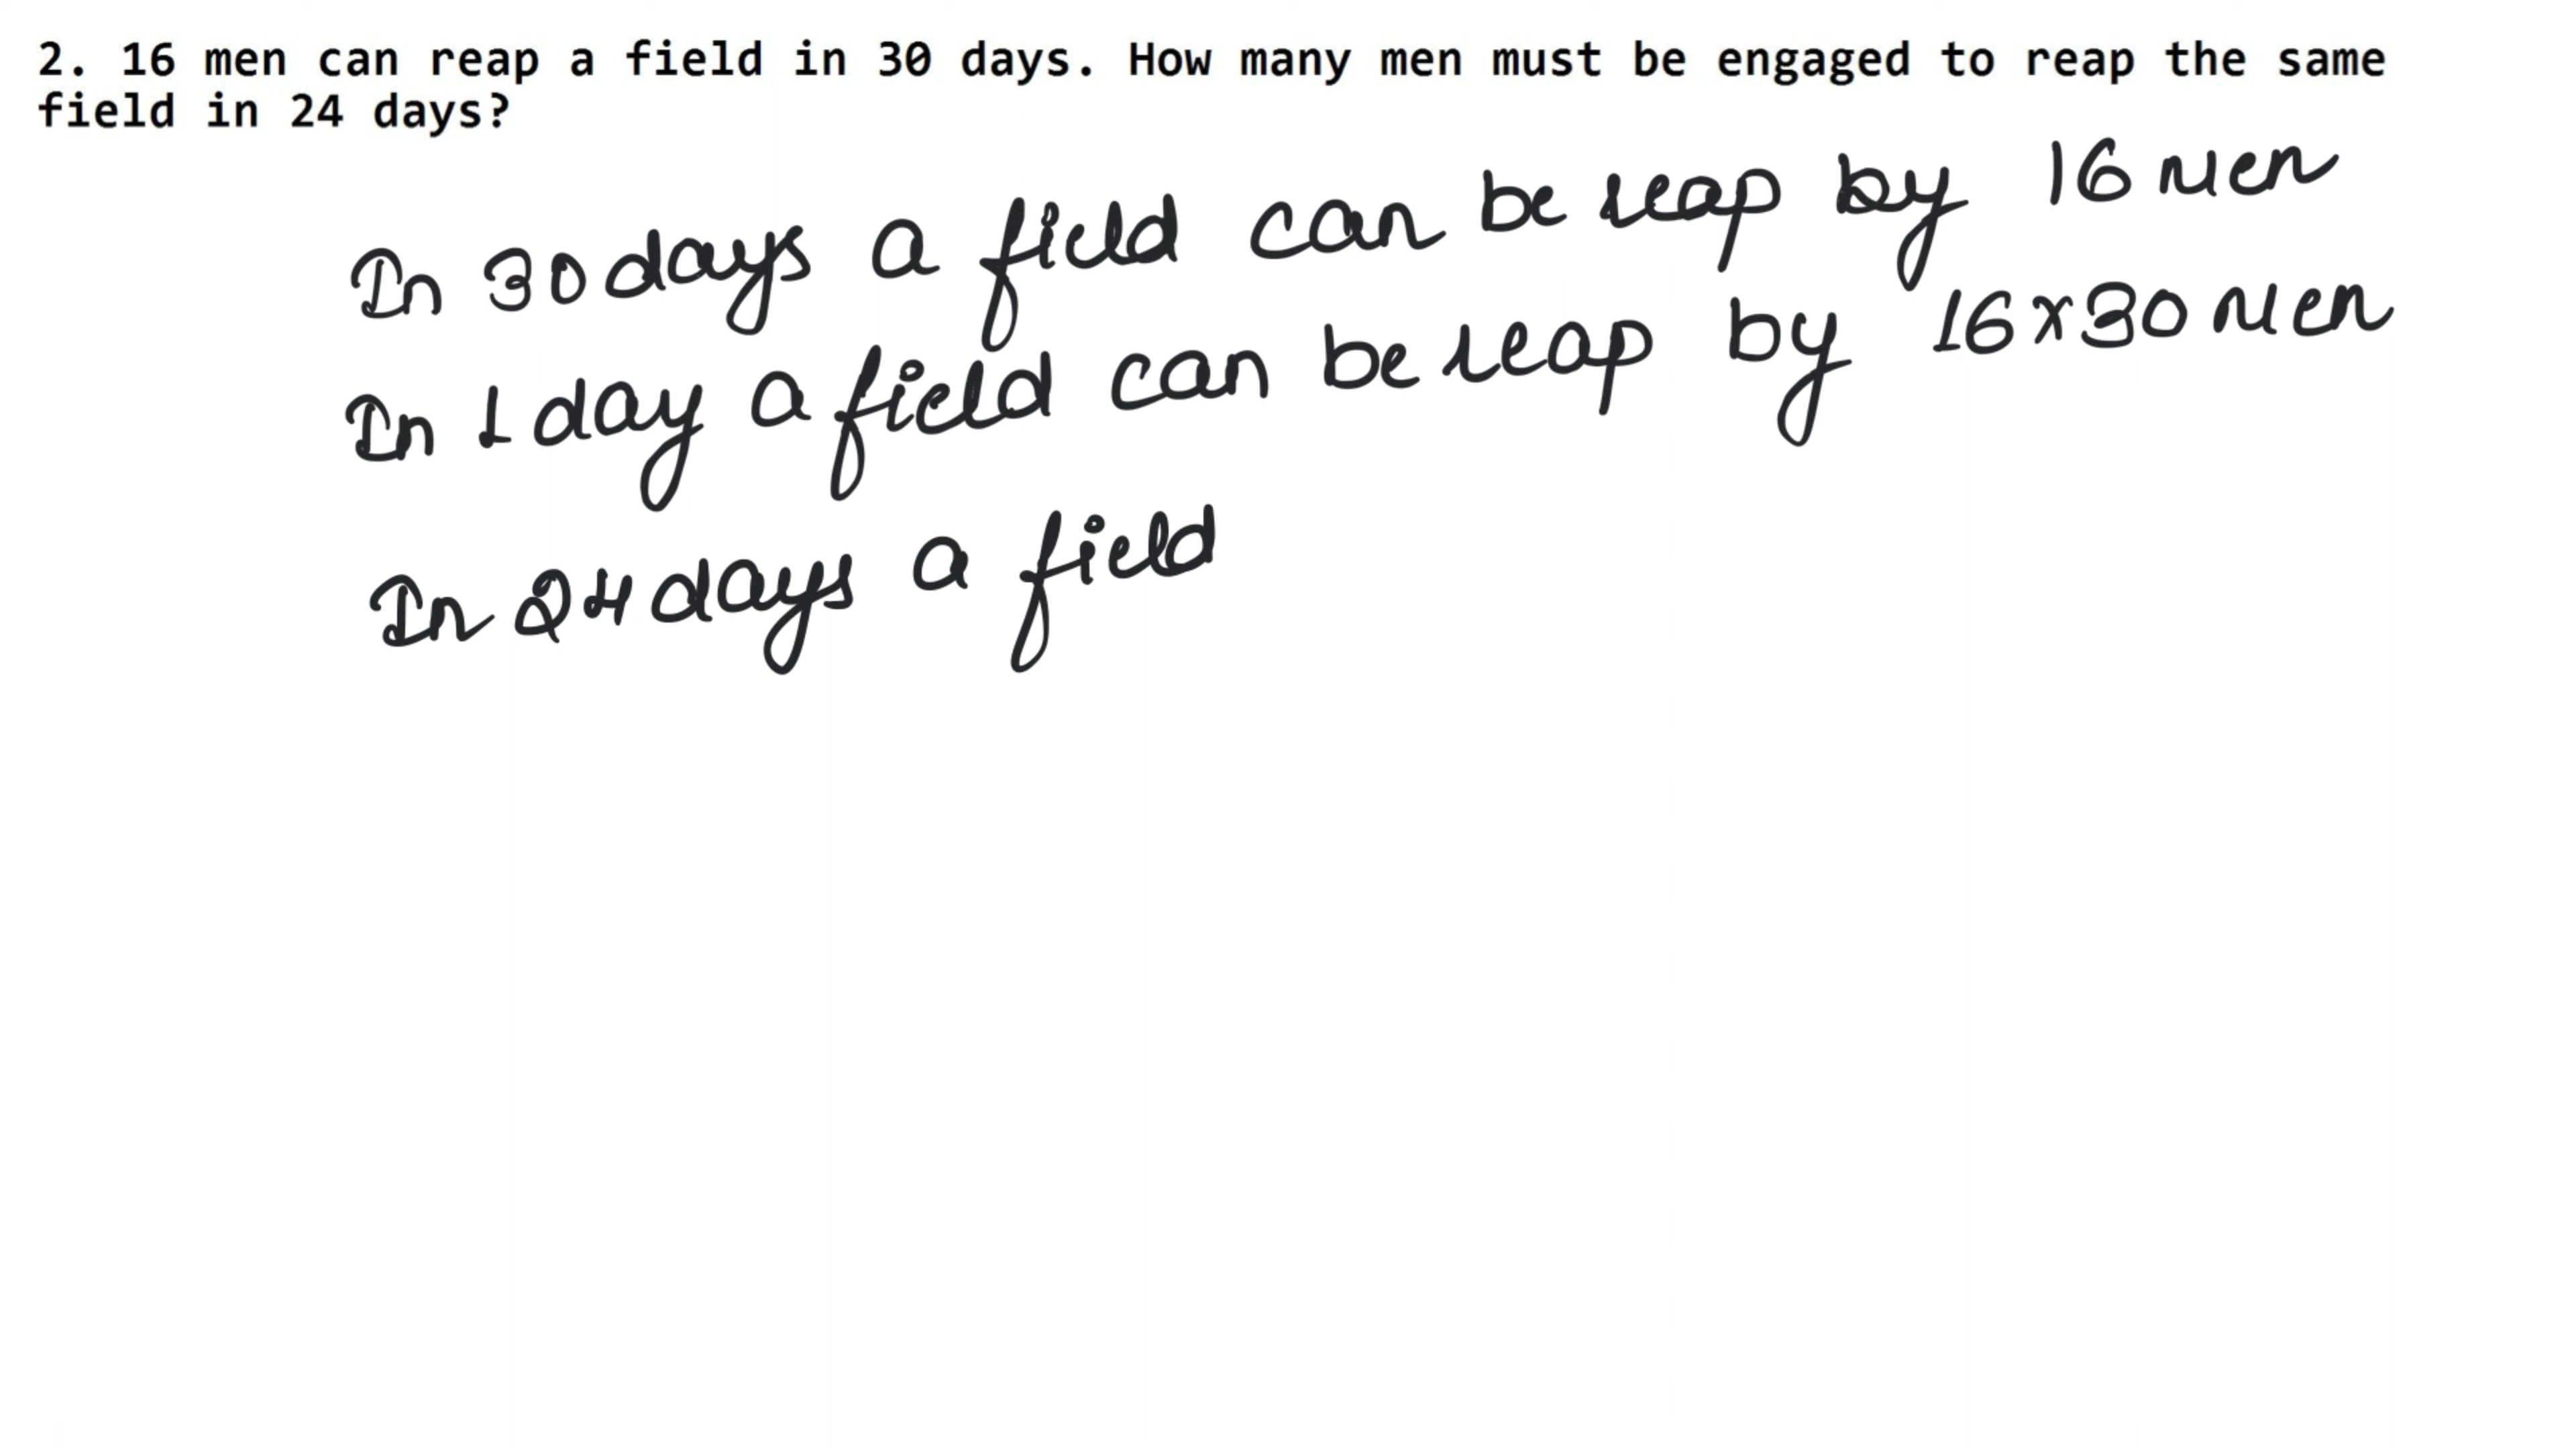 2. 16 men can reap a field in 30 days. How many men must be engaged to reap the same
field in 24 days?
In 30 days a field can be reap by 16 Men
In 1 day a field can be reap by 16x30 Men
In 24 days a field